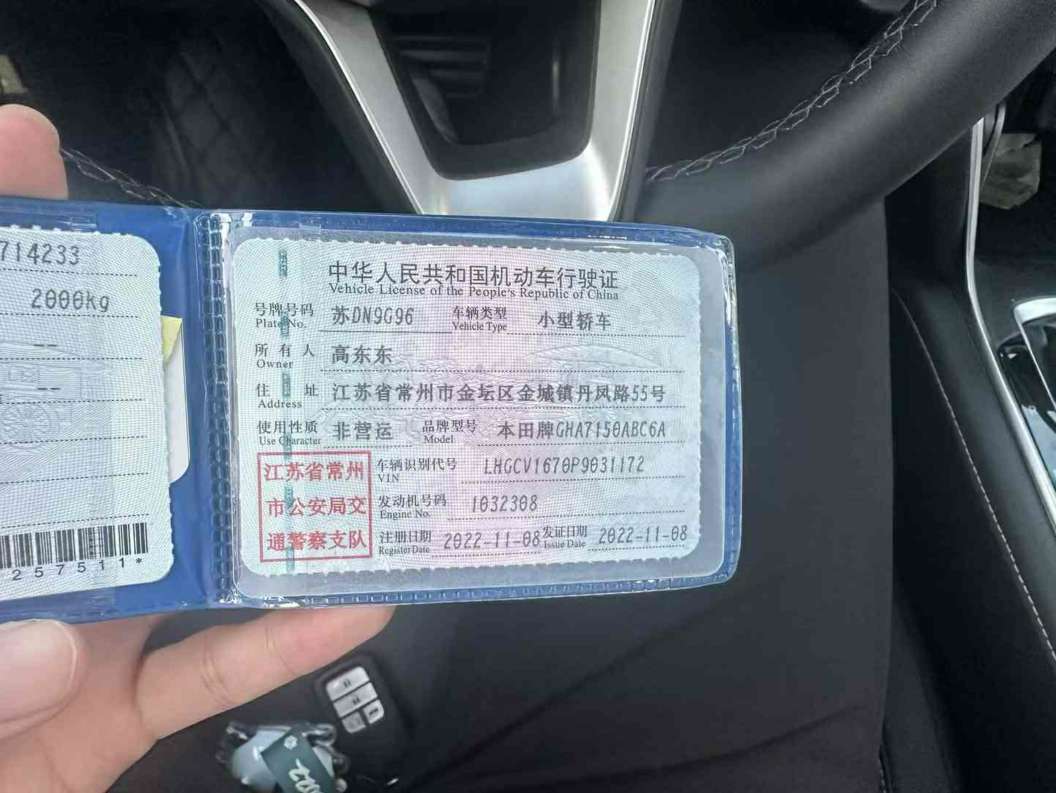 714233
2000kg
257511*
中华人民共和国机动车行驶证
Vehicle License of the People's Republic of China
号牌号码 苏DN9G96 车辆类型 小型轿车
Plate No. Vehicle Type
所有人 高东东
Owner
住址 江苏省常州市金坛区金城镇丹凤路55号
Address
使用性质 非营运 品牌型号 本田牌GHA7150ABC6A
Use Character Model
江苏省常州
市公安局交
通警察支队
车辆识别代号 LHGCV1670P9031172
VIN
发动机号码 1032308
Engine No.
注册日期 2022-11-08 发证日期 2022-11-08
Register Date Issue Date